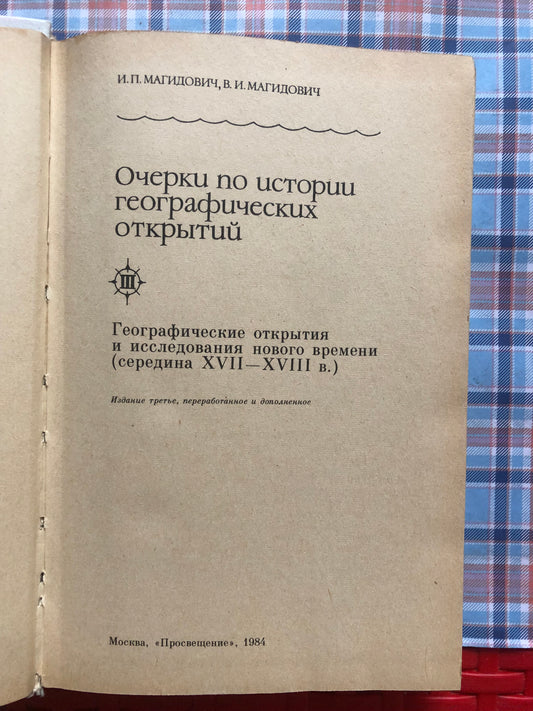 И. П. МАГИДОВИЧ, В. И. МАГИДОВИЧ
Очерки по истории
географических
открытий
III
Географические открытия
и исследования нового времени
(середина XVII—XVIII в.)
Издание третье, переработанное и дополненное
Москва, «Просвещение», 1984